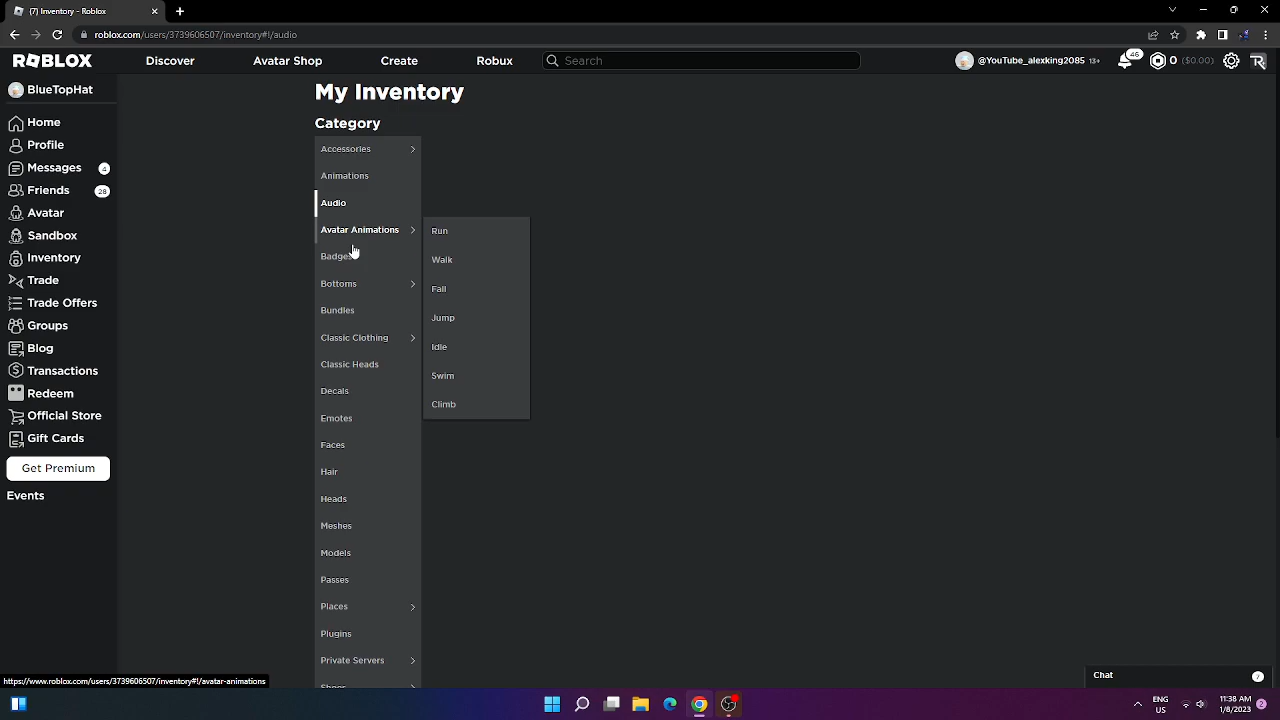 (7) Inventory - Roblox
roblox.com/users/3739606507/inventory#!/audio
ROBLOX Discover Avatar Shop Create Robux Search @YouTube_alexking2085 13+ 46 0 ($0.00)
BlueTopHat
Home
Profile
Messages 4
Friends 28
Avatar
Sandbox
Inventory
Trade
Trade Offers
Groups
Blog
Transactions
Redeem
Official Store
Gift Cards
Get Premium
Events
My Inventory
Category
Accessories
Animations
Audio
Avatar Animations
Badges
Bottoms
Bundles
Classic Clothing
Classic Heads
Decals
Emotes
Faces
Hair
Heads
Meshes
Models
Passes
Places
Plugins
Private Servers
Shoes
Run
Walk
Fall
Jump
Idle
Swim
Climb
https://www.roblox.com/users/3739606507/inventory#!/avatar-animations
Chat 7
ENG
US
11:38 AM
1/8/2023
2